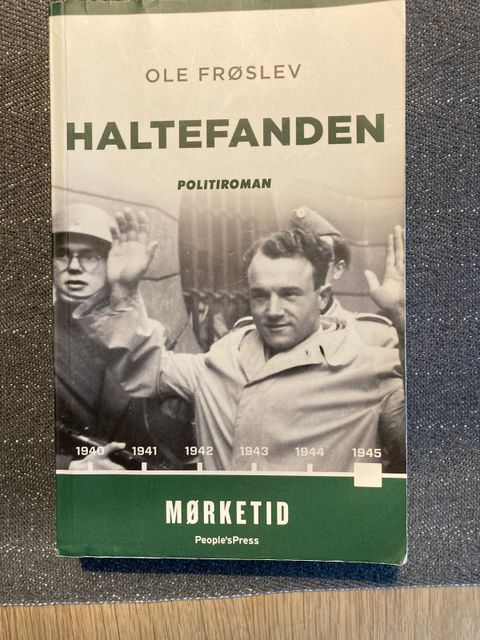 OLE FRØSLEV
HALTEFANDEN
POLITIROMAN
1940 1941 1942 1943 1944 1945
MØRKETID
People'sPress